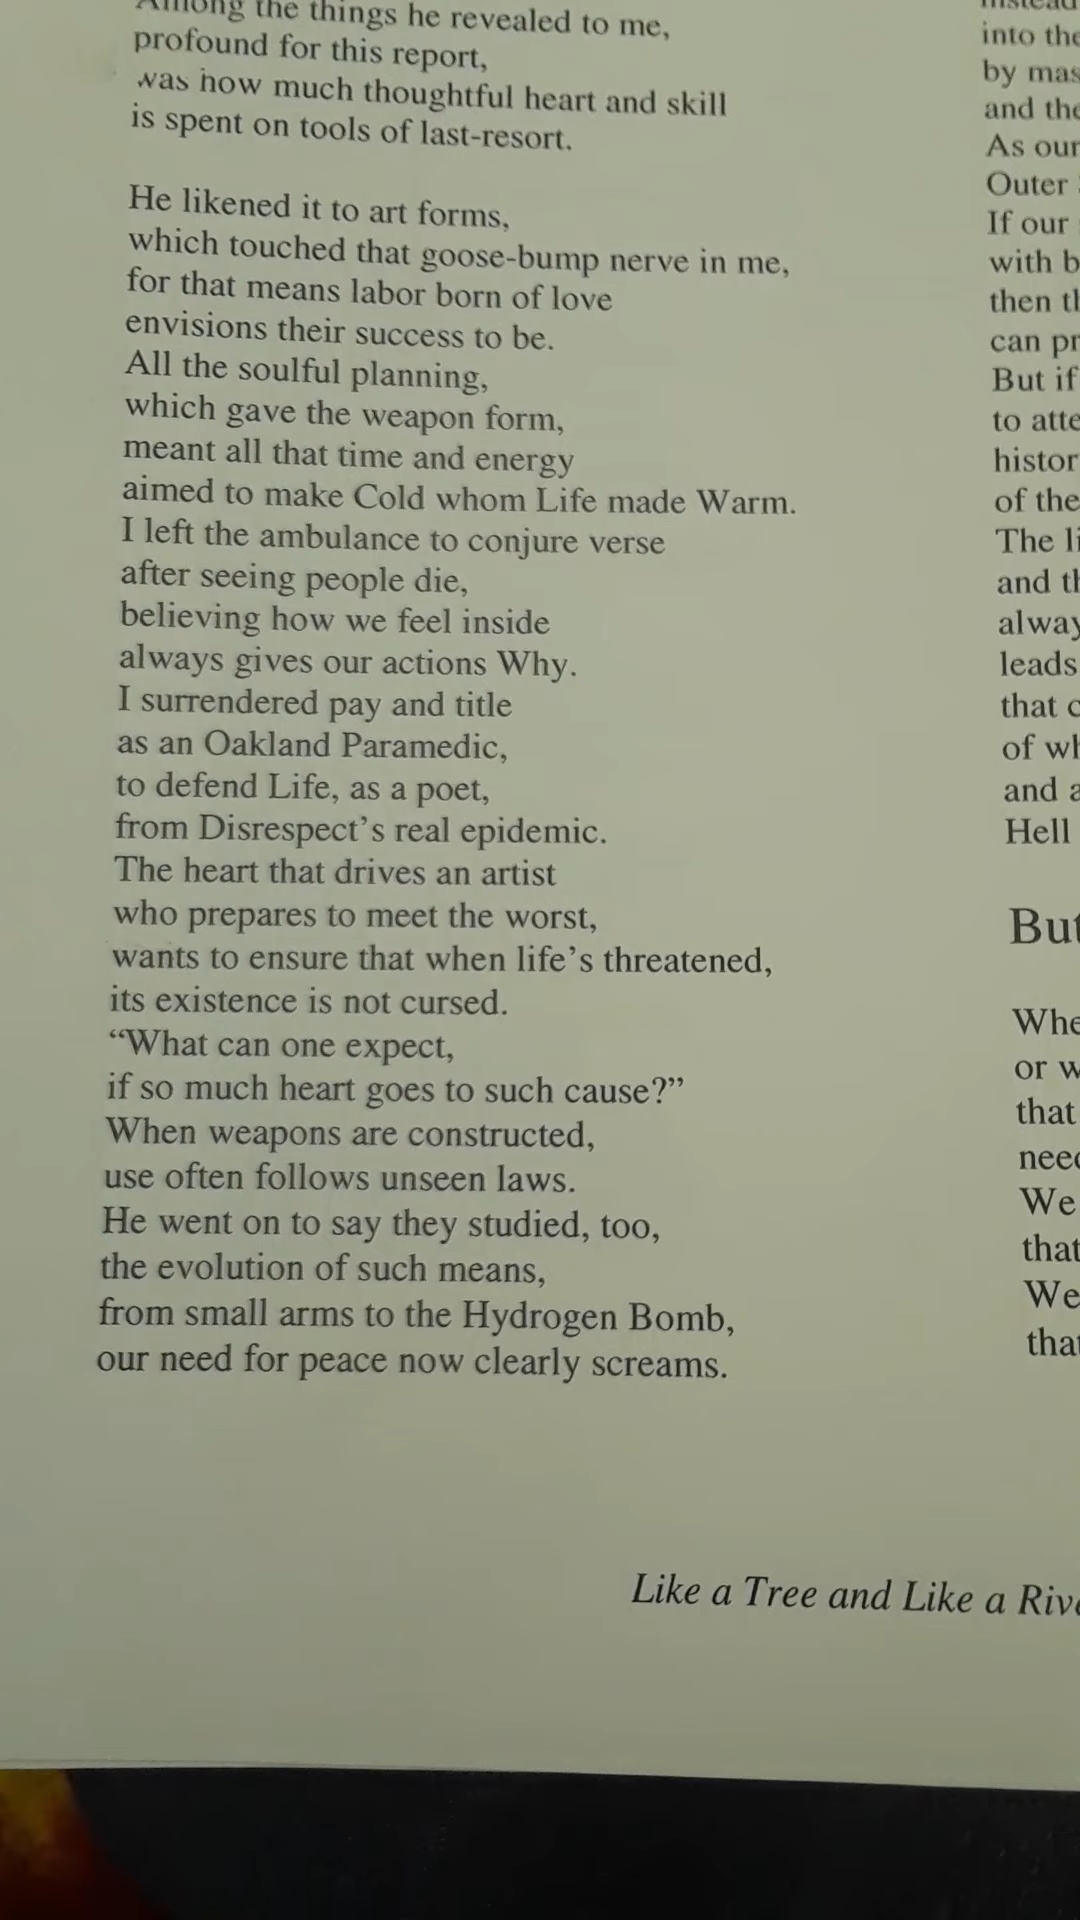 Among the things he revealed to me,
profound for this report,
was how much thoughtful heart and skill
is spent on tools of last-resort.
He likened it to art forms,
which touched that goose-bump nerve in me,
for that means labor born of love
envisions their success to be.
All the soulful planning,
which gave the weapon form,
meant all that time and energy
aimed to make Cold whom Life made Warm.
I left the ambulance to conjure verse
after seeing people die,
believing how we feel inside
always gives our actions Why.
I surrendered pay and title
as an Oakland Paramedic,
to defend Life, as a poet,
from Disrespect’s real epidemic.
The heart that drives an artist
who prepares to meet the worst,
wants to ensure that when life’s threatened,
its existence is not cursed.
“What can one expect,
if so much heart goes to such cause?”
When weapons are constructed,
use often follows unseen laws.
He went on to say they studied, too,
the evolution of such means,
from small arms to the Hydrogen Bomb,
our need for peace now clearly screams.
into
by
and
As our
Outer
If our
with
then
can
But if
to
of the
The
and
leads
that
of
and
Hell
But
or
that
We
that
We
Like a Tree and Like a